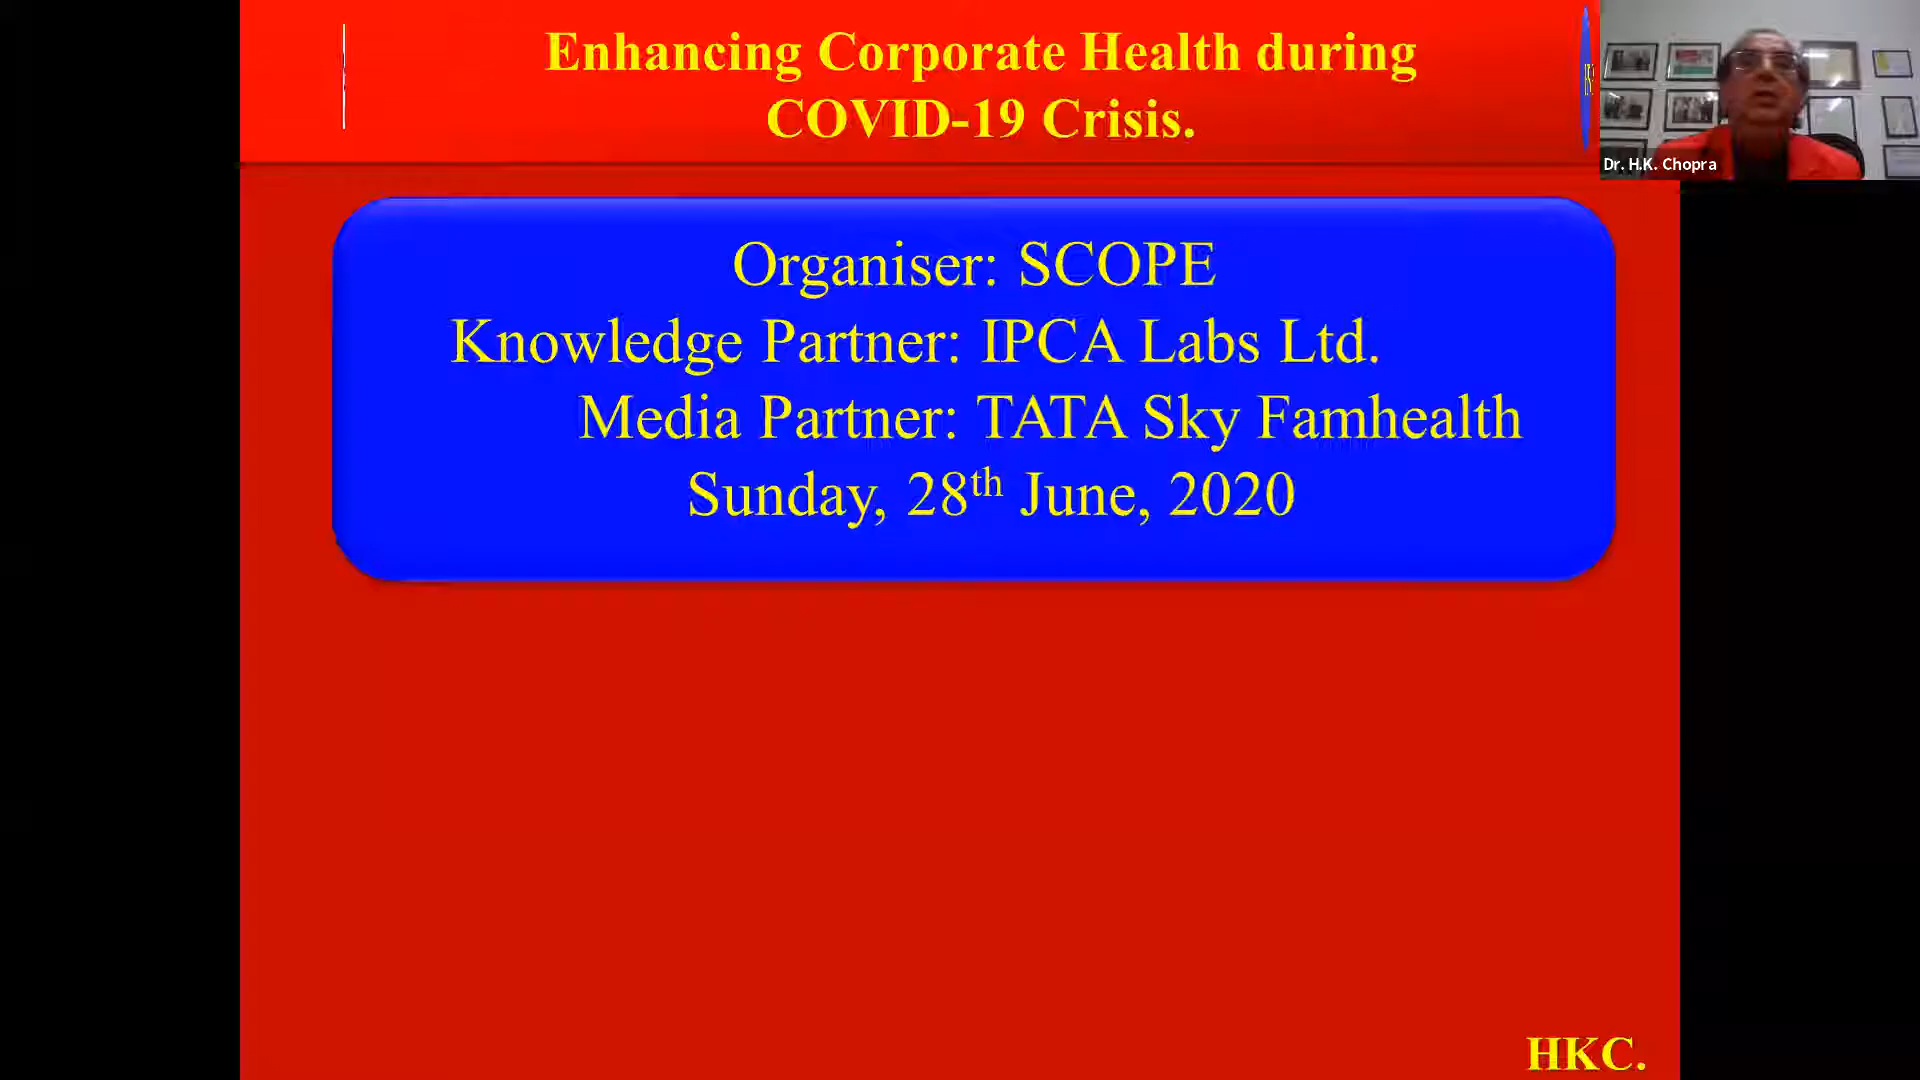 Enhancing Corporate Health during
COVID-19 Crisis.
Dr. H.K. Chopra
Organiser: SCOPE
Knowledge Partner: IPCA Labs Ltd.
Media Partner: TATA Sky Famhealth
Sunday, 28th June, 2020
HKC.